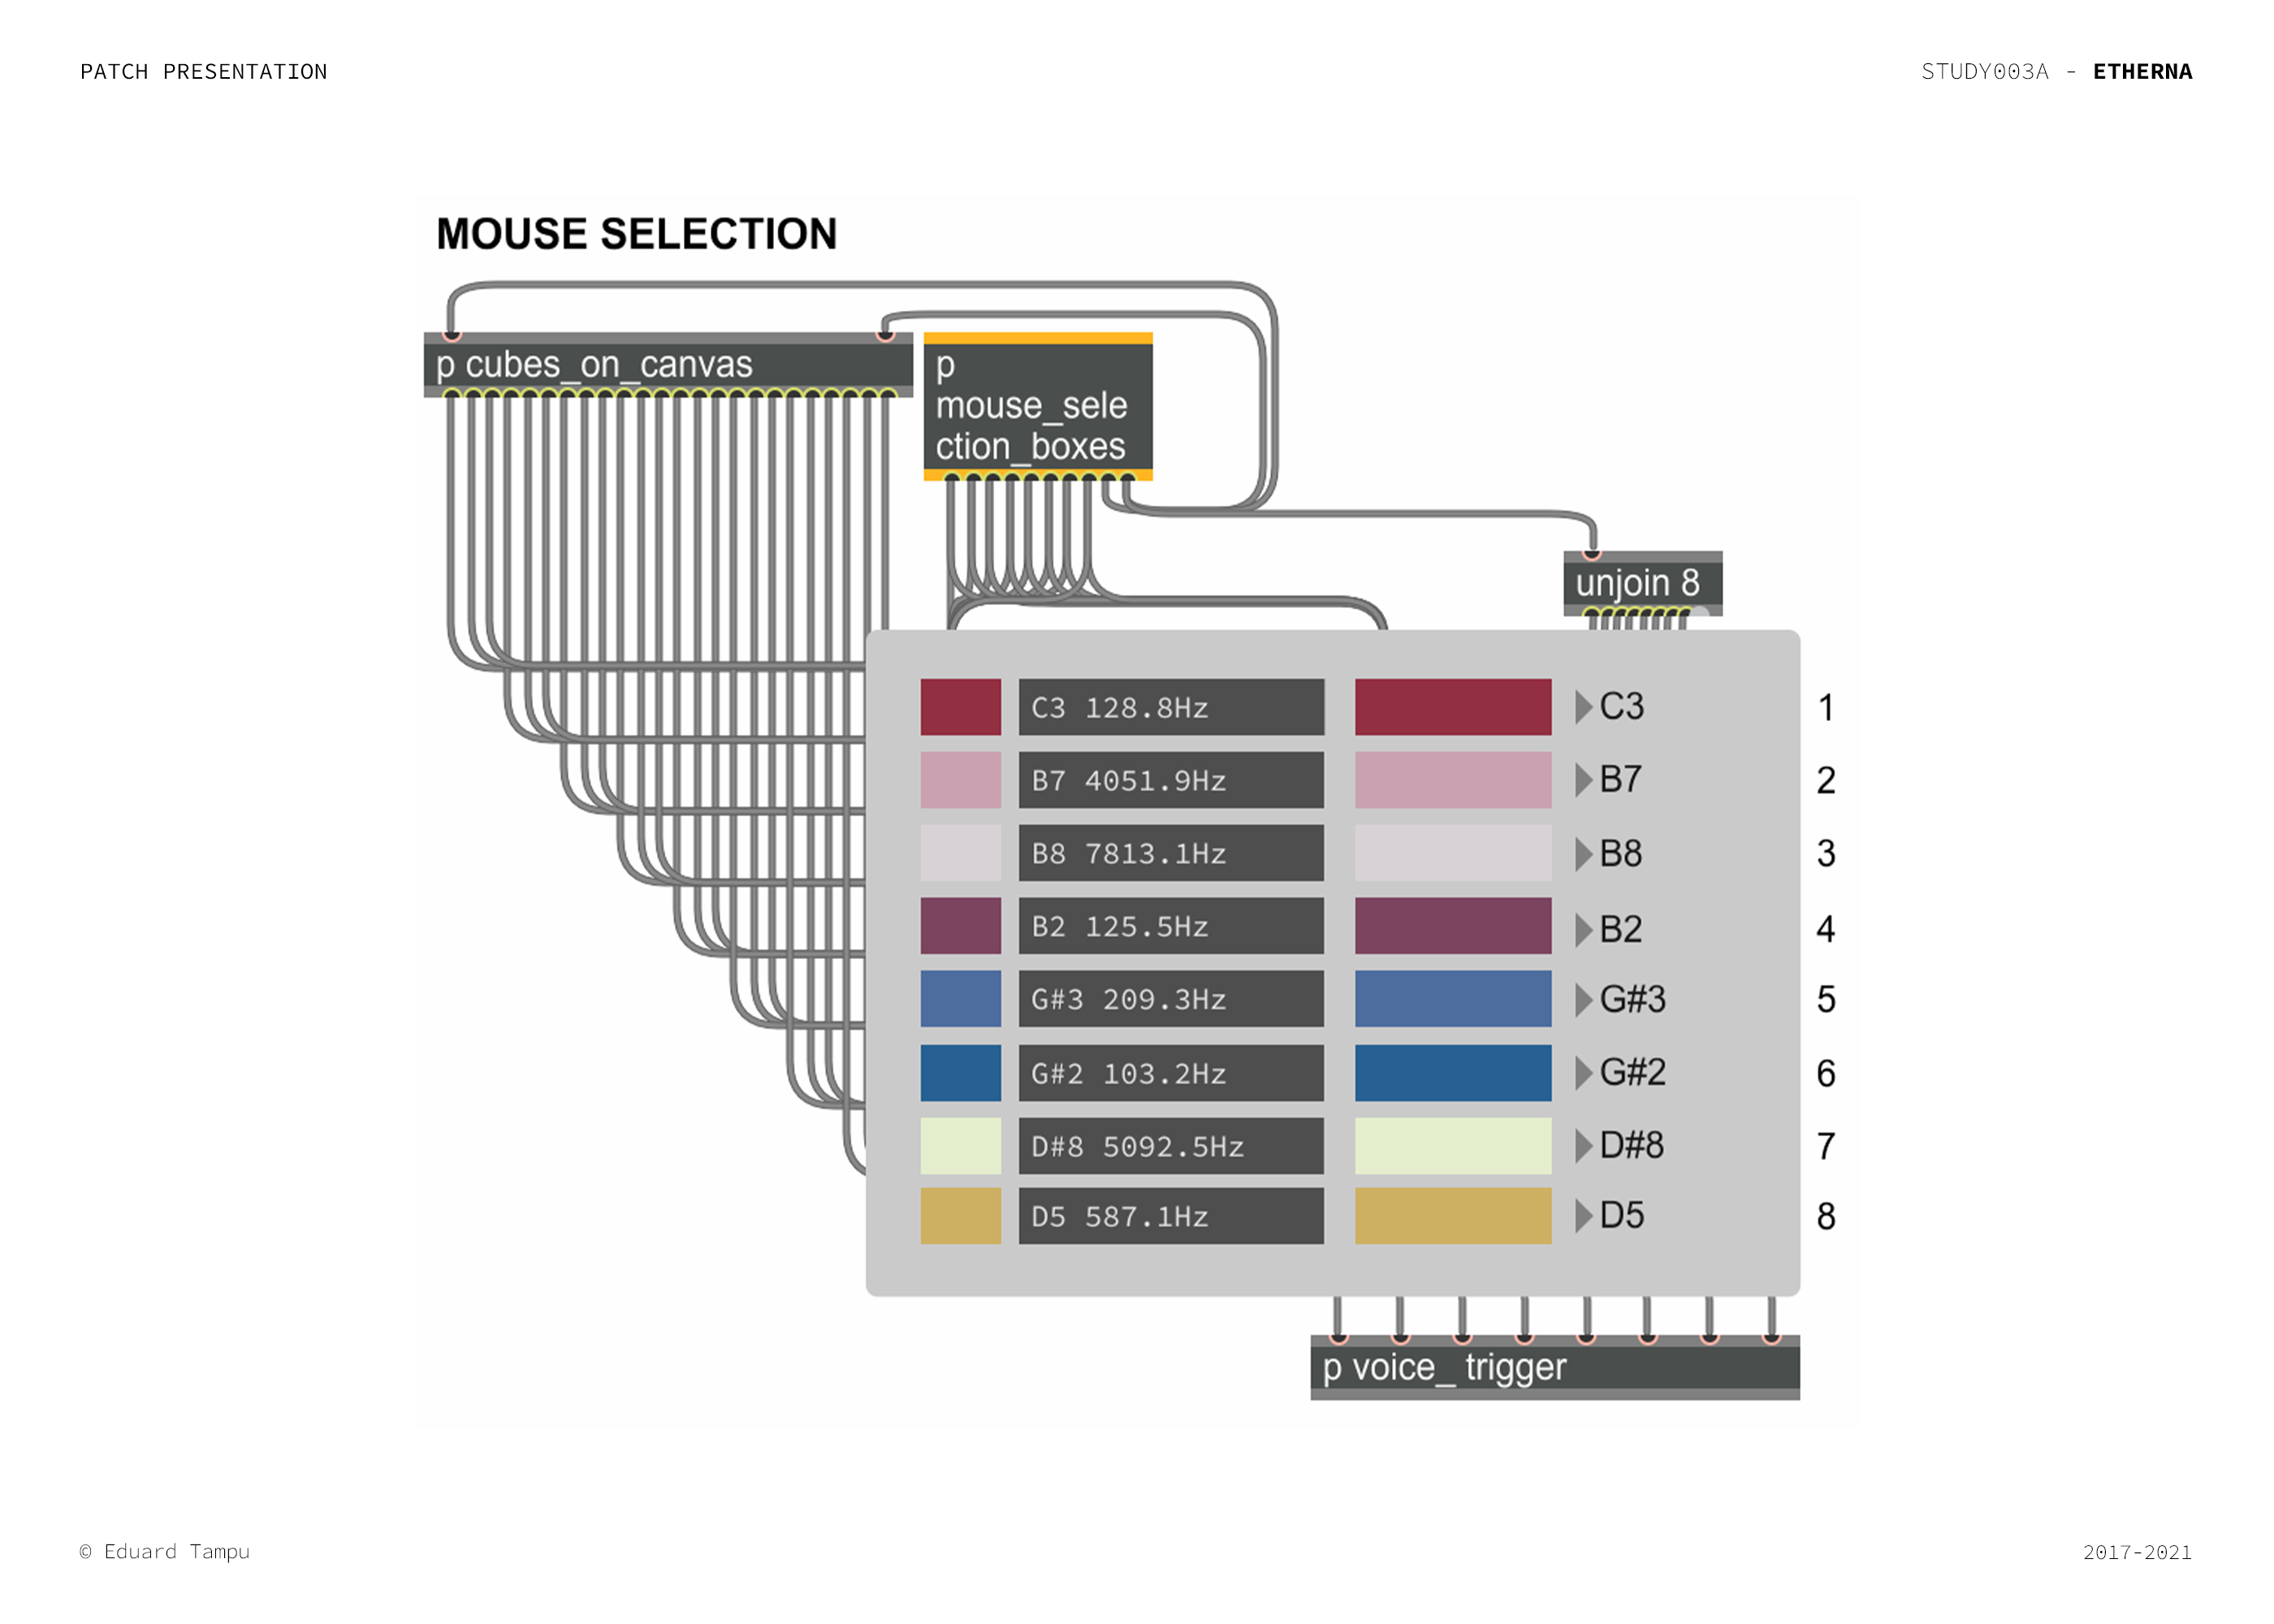 PATCH PRESENTATION
STUDY003A - ETHERNA
MOUSE SELECTION
p cubes_on_canvas
p
mouse_sele
ction_boxes
unjoin 8
C3 128.8Hz C3 1
B7 4051.9Hz B7 2
B8 7813.1Hz B8 3
B2 125.5Hz B2 4
G#3 209.3Hz G#3 5
G#2 103.2Hz G#2 6
D#8 5092.5Hz D#8 7
D5 587.1Hz D5 8
p voice_ trigger
© Eduard Tampu
2017-2021